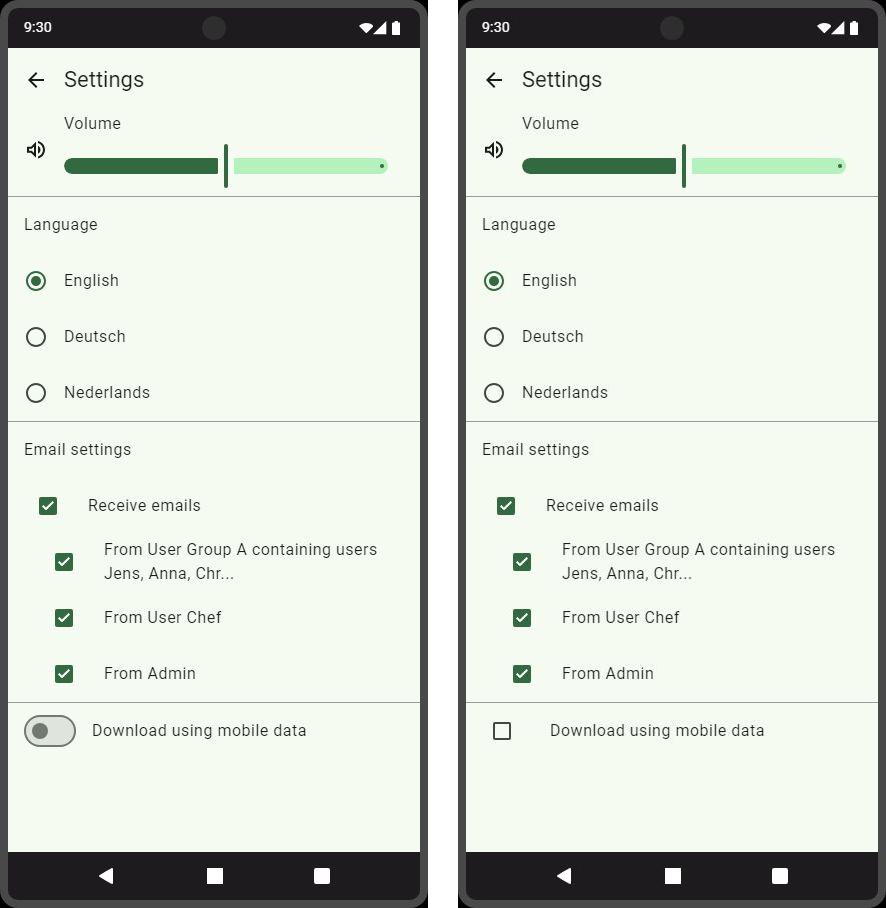 9:30
Settings
Volume
Language
English
Deutsch
Nederlands
Email settings
Receive emails
From User Group A containing users
Jens, Anna, Chr...
From User Chef
From Admin
Download using mobile data
9:30
Settings
Volume
Language
English
Deutsch
Nederlands
Email settings
Receive emails
From User Group A containing users
Jens, Anna, Chr...
From User Chef
From Admin
Download using mobile data